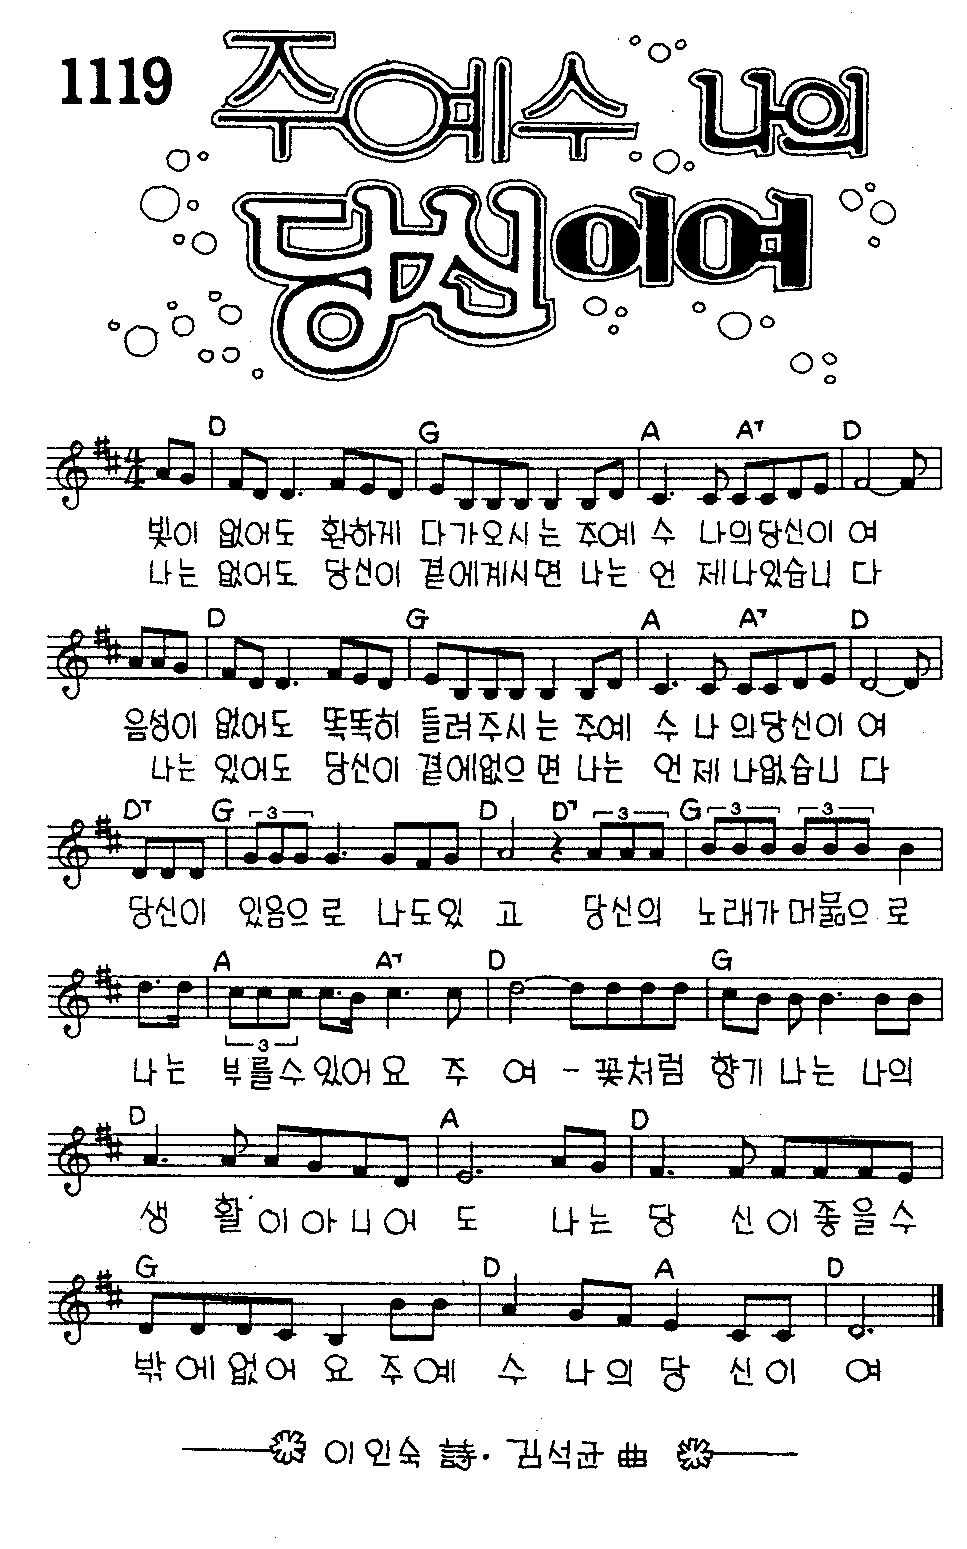 1119
주예수 나의
당신이여
D G A A7 D
빛이 없어도 환하게 다가오시는 주예수 나의당신이여
나는 없어도 당신이 곁에계시면 나는 언제나있습니다
D G A A7 D
음성이 없어도 똑똑히 들려주시는 주예수 나의당신이여
나는 있어도 당신이 곁에없으면 나는 언제나없습니다
D7 G 3 D D7 3 G 3 3
당신이 있음으로 나도있고 당신의 노래가머묾으로
A A7 D G
3
나는 부를수있어요 주여 - 꽃처럼 향기 나는 나의
D A D
생활이아니어도 나는 당신이좋을수
G D A D
밖에없어요 주예수 나의 당신이여
이인숙 詩. 김석균 曲